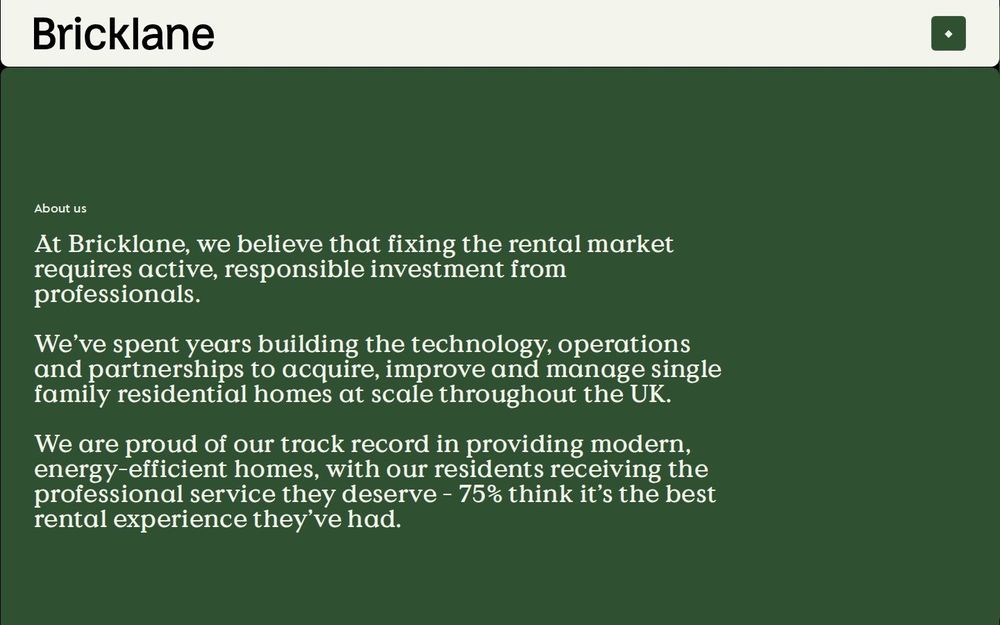 Bricklane
About us
At Bricklane, we believe that fixing the rental market
requires active, responsible investment from
professionals.
We’ve spent years building the technology, operations
and partnerships to acquire, improve and manage single
family residential homes at scale throughout the UK.
We are proud of our track record in providing modern,
energy-efficient homes, with our residents receiving the
professional service they deserve - 75% think it’s the best
rental experience they’ve had.